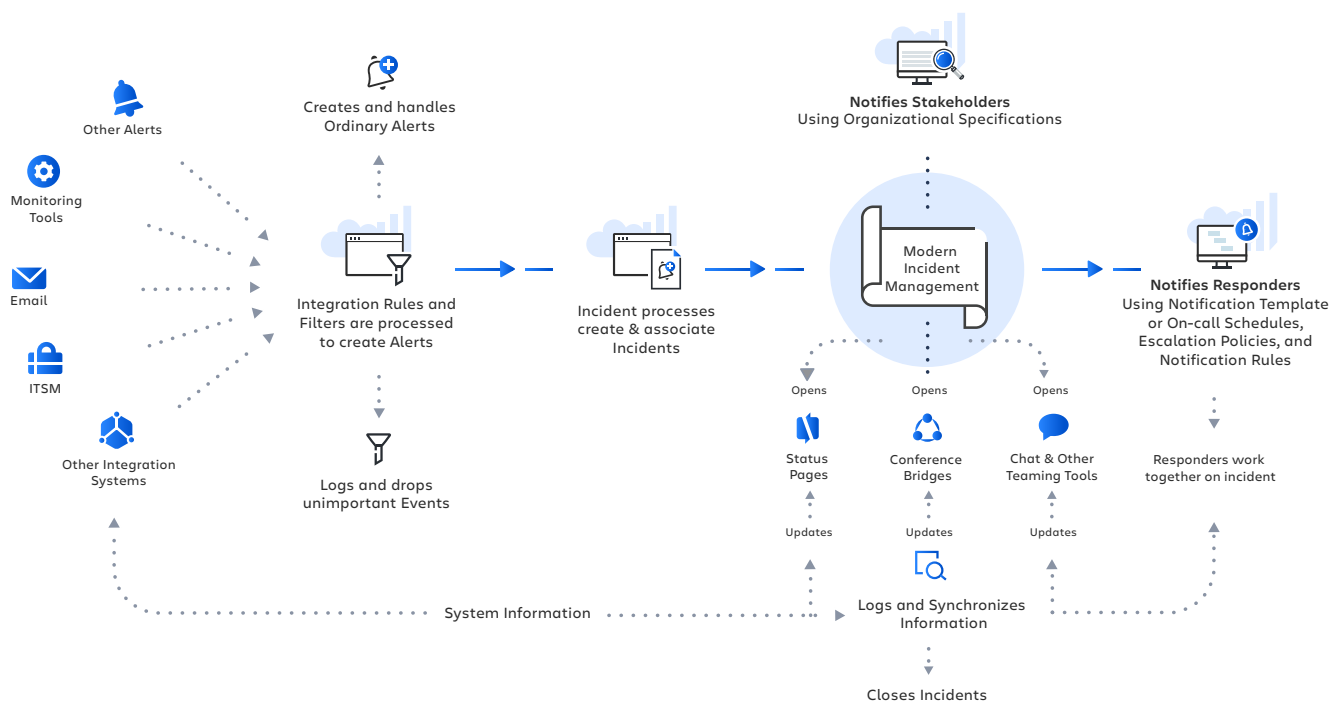 Other Alerts
Monitoring
Tools
Email
ITSM
Other Integration
Systems
Creates and handles
Ordinary Alerts
Integration Rules and
Filters are processed
to create Alerts
Logs and drops
unimportant Events
Incident processes
create & associate
Incidents
Notifies Stakeholders
Using Organizational Specifications
Modern
Incident
Management
Notifies Responders
Using Notification Template
or On-call Schedules,
Escalation Policies, and
Notification Rules
Opens
Opens
Opens
Status
Pages
Conference
Bridges
Chat & Other
Teaming Tools
Responders work
together on incident
Updates
Updates
Updates
System Information
Logs and Synchronizes
Information
Closes Incidents